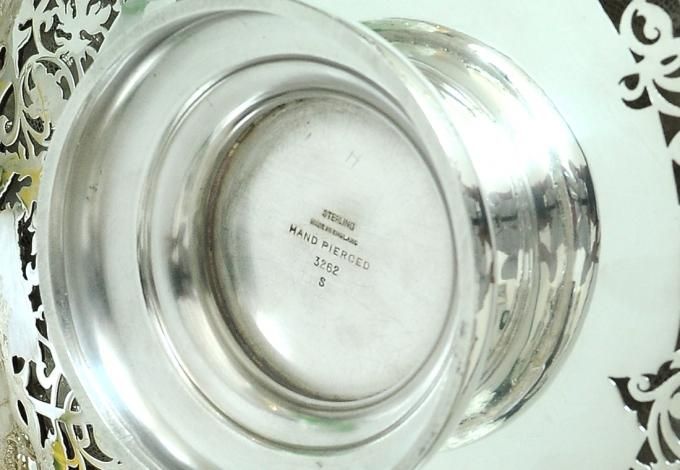 H
STERLING
MADE IN ENGLAND
HAND PIERCED
3262
S